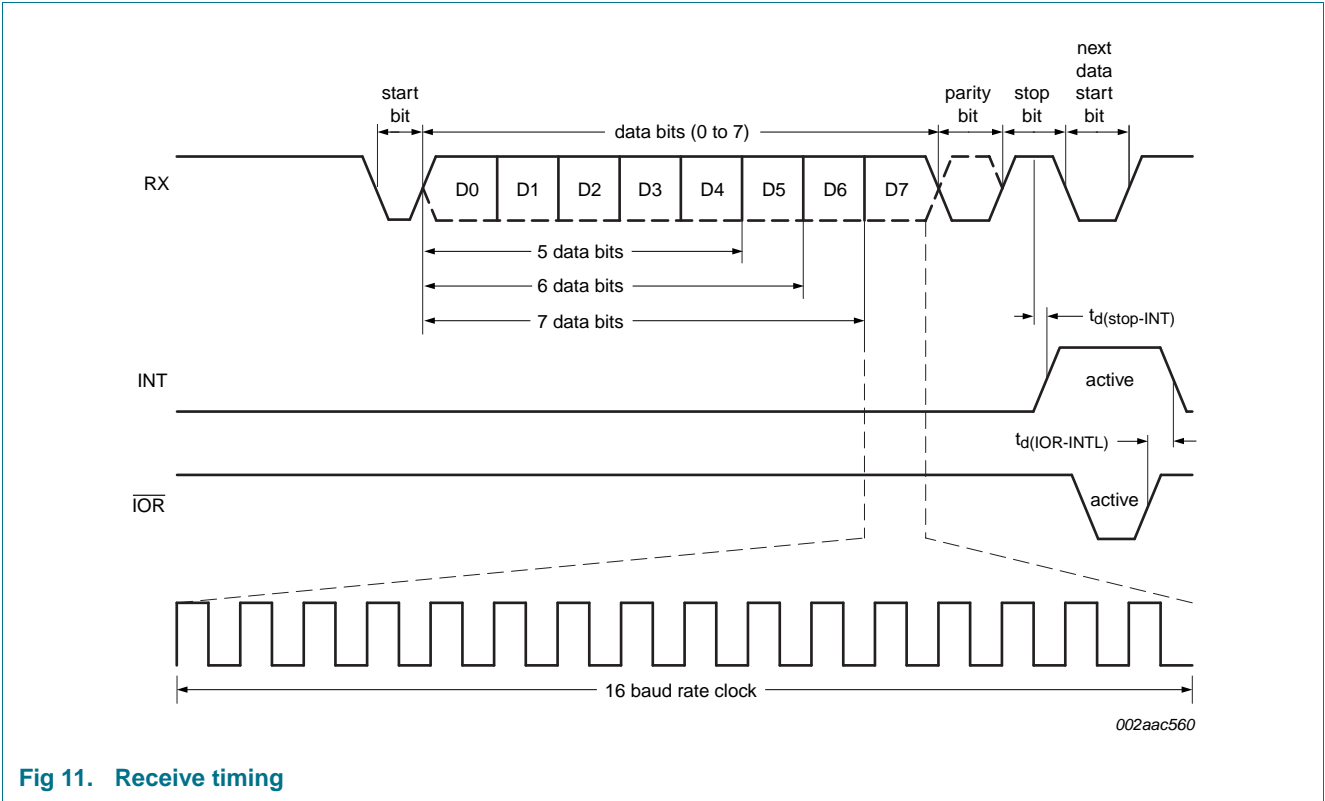 next
data
start
bit
start
bit
parity
bit
stop
bit
data bits (0 to 7)
RX
D0 D1 D2 D3 D4 D5 D6 D7
5 data bits
6 data bits
7 data bits
td(stop-INT)
INT
active
td(IOR-INTL)
IOR
active
16 baud rate clock
002aac560
Fig 11. Receive timing